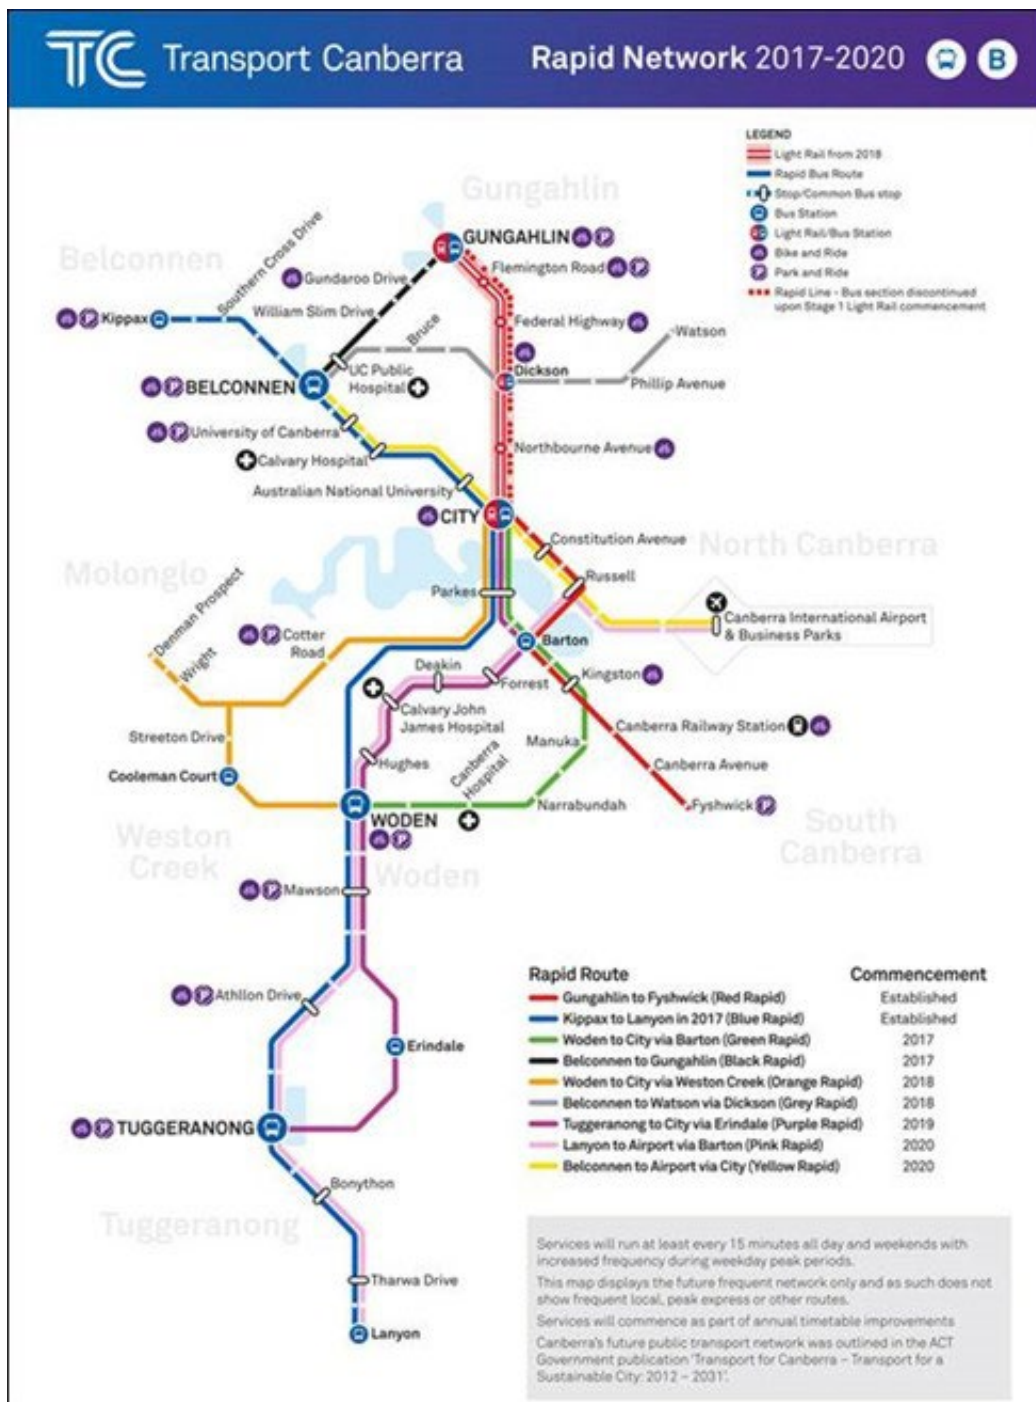 TC Transport Canberra
Rapid Network 2017-2020
B
LEGEND
Light Rail from 2018
Rapid Bus Route
Stop/Common Bus stop
Bus Station
Light Rail/Bus Station
Bike and Ride
Park and Ride
Rapid Line - Bus section discontinued
upon Stage 1 Light Rail commencement
Gungahlin
Belconnen
GUNGAHLIN
Flemington Road
Southern Cross Drive
Gundaroo Drive
William Slim Drive
Kippax
Federal Highway
Bruce
Watson
UC Public
Hospital
Dickson
Phillip Avenue
BELCONNEN
University of Canberra
Northbourne Avenue
Calvary Hospital
Australian National University
CITY
Constitution Avenue
North Canberra
Molonglo
Russell
Parkes
Canberra International Airport
& Business Parks
Denman Prospect
Wright
Cotter
Road
Barton
Deakin
Forrest
Kingston
Calvary John
James Hospital
Canberra Railway Station
Streeton Drive
Manuka
Hughes
Canberra
Hospital
Canberra Avenue
Cooleman Court
WODEN
Narrabundah
Fyshwick
Weston
Creek
Woden
South
Canberra
Mawson
Athllon Drive
Erindale
TUGGERANONG
Bonython
Tuggeranong
Tharwa Drive
Lanyon
Rapid Route Commencement
Gungahlin to Fyshwick (Red Rapid) Established
Kippax to Lanyon in 2017 (Blue Rapid) Established
Woden to City via Barton (Green Rapid) 2017
Belconnen to Gungahlin (Black Rapid) 2017
Woden to City via Weston Creek (Orange Rapid) 2018
Belconnen to Watson via Dickson (Grey Rapid) 2018
Tuggeranong to City via Erindale (Purple Rapid) 2019
Lanyon to Airport via Barton (Pink Rapid) 2020
Belconnen to Airport via City (Yellow Rapid) 2020
Services will run at least every 15 minutes all day and weekends with
increased frequency during weekday peak periods.
This map displays the future frequent network only and as such does not
show frequent local, peak express or other routes.
Services will commence as part of annual timetable improvements
Canberra's future public transport network was outlined in the ACT
Government publication 'Transport for Canberra – Transport for a
Sustainable City: 2012 – 2031'.